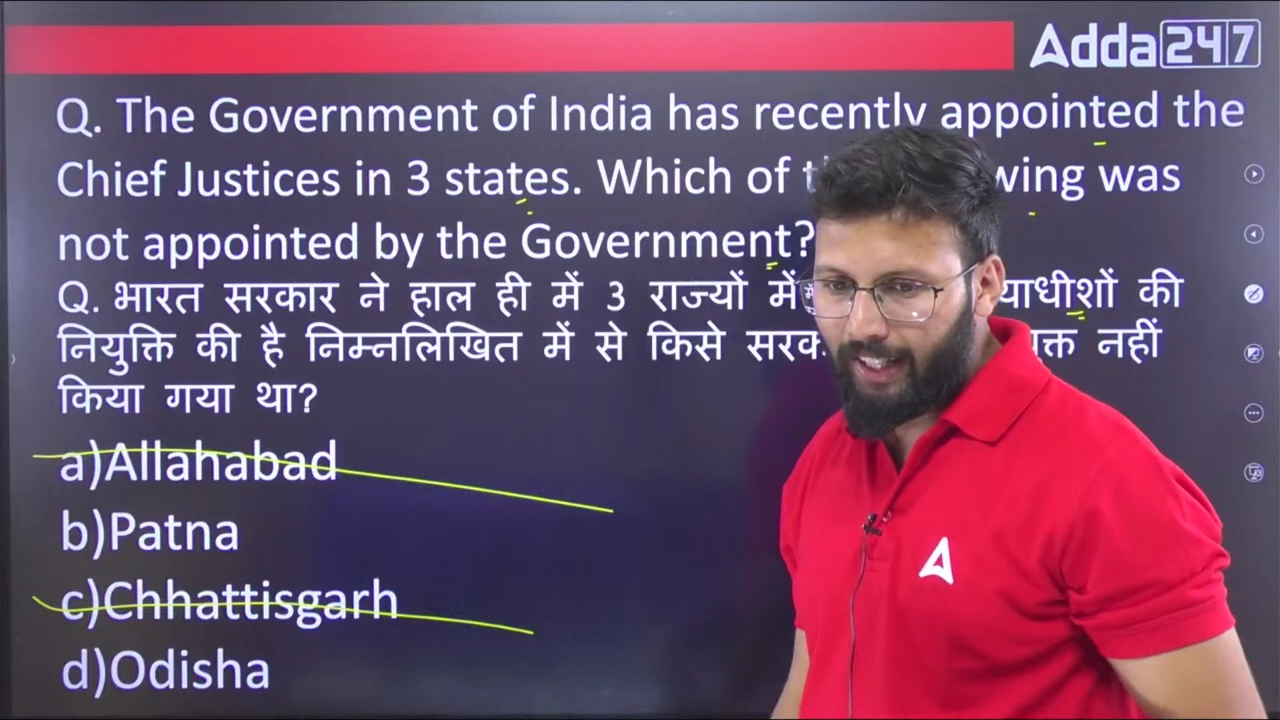 Adda247
Q. The Government of India has recently appointed the
Chief Justices in 3 states. Which of wing was
not appointed by the Government?
Q. भारत सरकार ने हाल ही में 3 राज्यों में याधीशों की
नियुक्ति की है निम्नलिखित में से किसे सरक क्त नहीं
किया गया था?
a)Allahabad
b)Patna
c)Chhattisgarh
d)Odisha